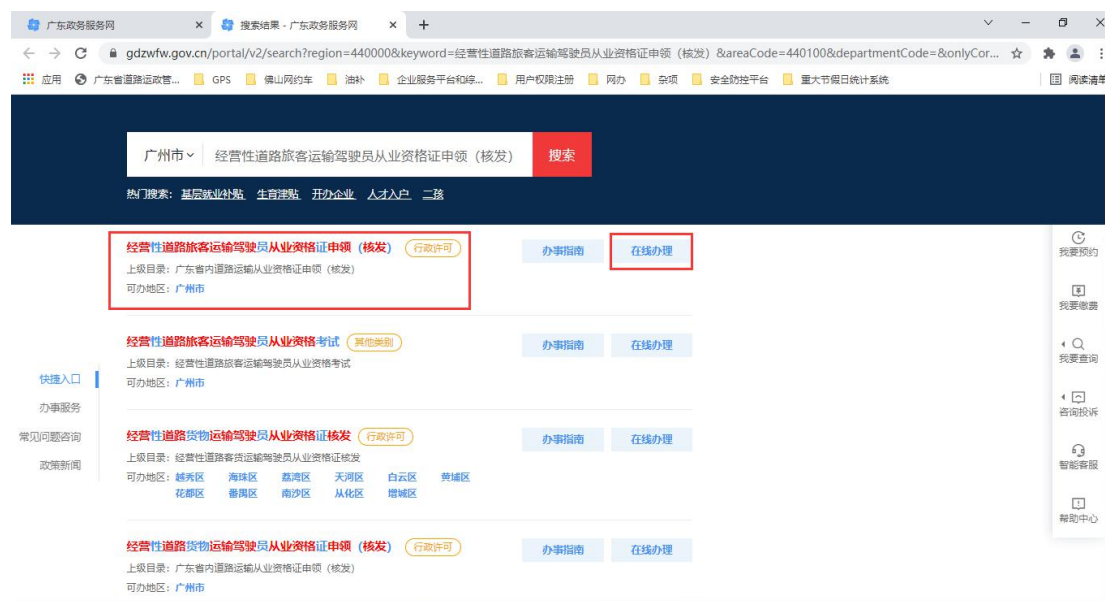 广东政务服务网
搜索结果 - 广东政务服务网
gdzwfw.gov.cn/portal/v2/search?region=440000&keyword=经营性道路旅客运输驾驶员从业资格证申领（核发）&areaCode=440100&departmentCode=&onlyCor...
应用 广东省道路运政管... GPS 佛山网约车 油补 企业服务平台和综... 用户权限注册 网办 杂项 安全防控平台 重大节假日统计系统 阅读清单
广州市 经营性道路旅客运输驾驶员从业资格证申领（核发） 搜索
热门搜索： 基层就业补贴 生育津贴 开办企业 人才入户 二孩
经营性道路旅客运输驾驶员从业资格证申领（核发） 行政许可 办事指南 在线办理
上级目录：广东省内道路运输从业资格证申领（核发）
可办地区：广州市
经营性道路旅客运输驾驶员从业资格考试 其他类别 办事指南 在线办理
上级目录：经营性道路旅客运输驾驶员从业资格考试
可办地区：广州市
经营性道路货物运输驾驶员从业资格证核发 行政许可 办事指南 在线办理
上级目录：经营性道路客货运输驾驶员从业资格证核发
可办地区：越秀区 海珠区 荔湾区 天河区 白云区 黄埔区
花都区 番禺区 南沙区 从化区 增城区
经营性道路货物运输驾驶员从业资格证申领（核发） 行政许可 办事指南 在线办理
上级目录：广东省内道路运输从业资格证申领（核发）
可办地区：广州市
快捷入口
办事服务
常见问题咨询
政策新闻
我要预约
我要缴费
我要查询
咨询投诉
智能客服
帮助中心